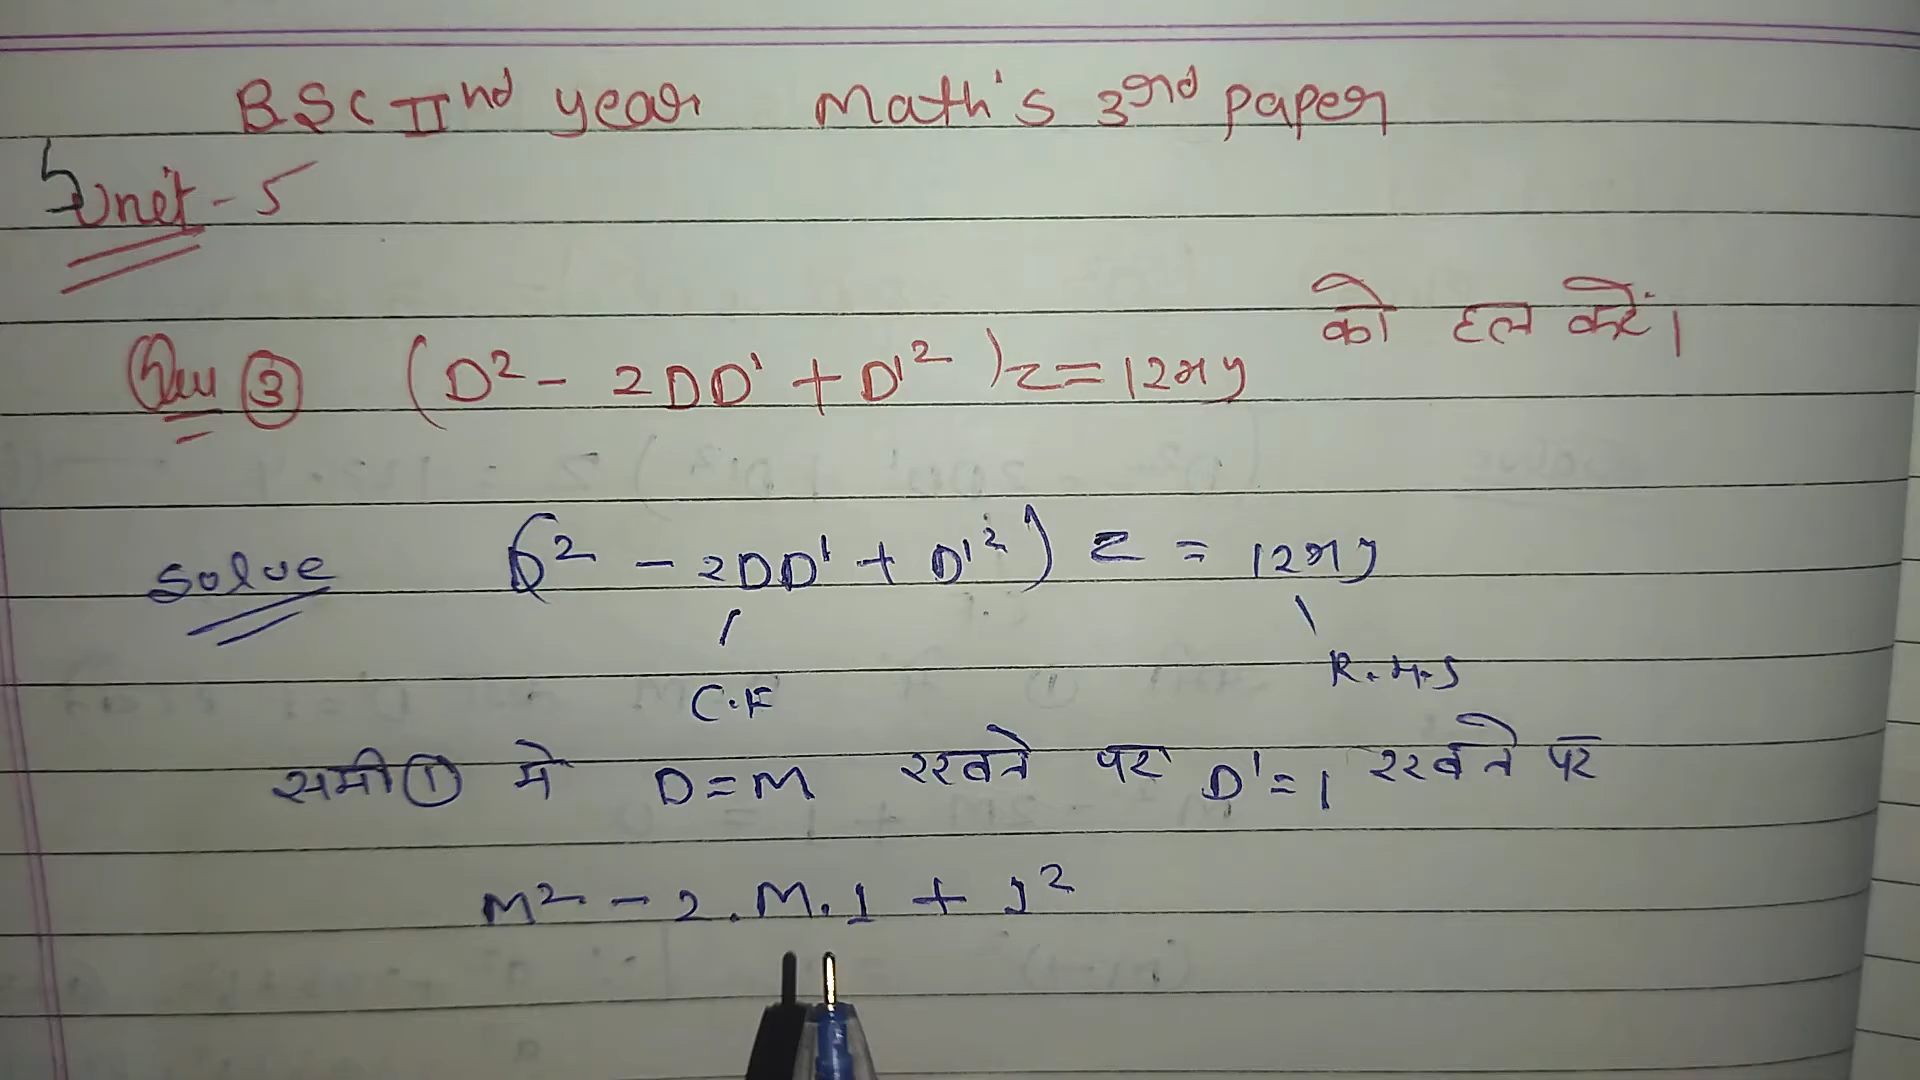 BSC IInd year Math's 3rd paper
Unit - 5
Que ③ (D² - 2DD' + D'²) z = 12xy को हल करें।
Solve (D² - 2DD' + D'²) z = 12xy
C.F R.H.S
समी ① मे D = M रखने पर D' = 1 रखने पर
M² - 2.M.1 + 1²